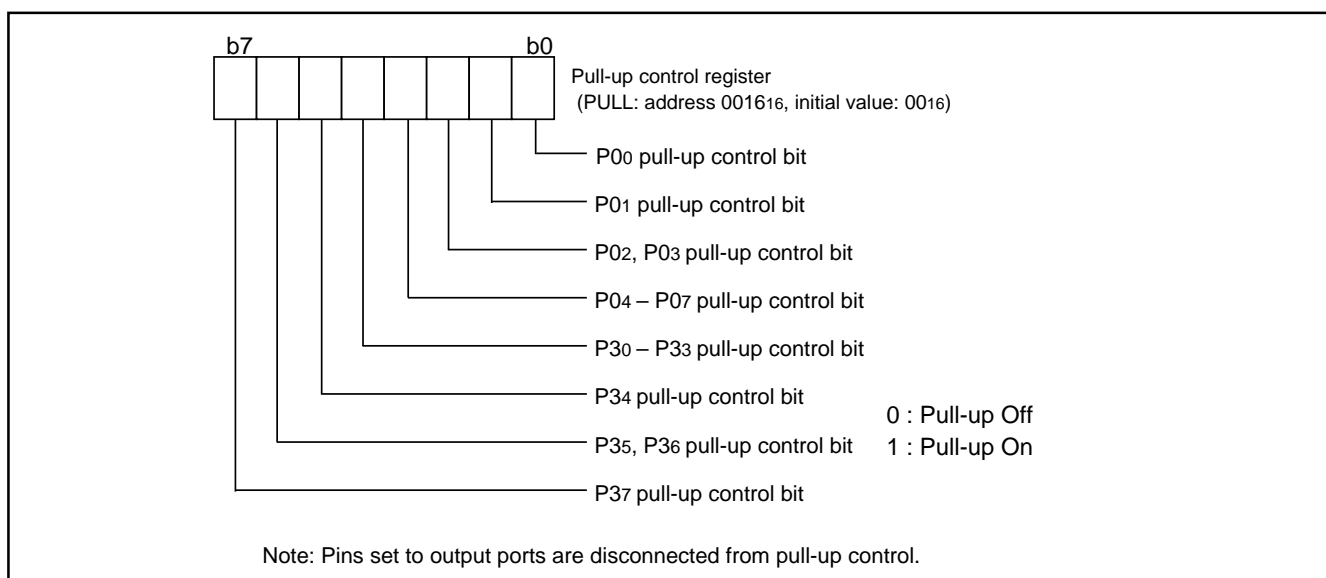 b7 b0
Pull-up control register
(PULL: address 001616, initial value: 0016)
P00 pull-up control bit
P01 pull-up control bit
P02, P03 pull-up control bit
P04 – P07 pull-up control bit
P30 – P33 pull-up control bit
P34 pull-up control bit
0 : Pull-up Off
P35, P36 pull-up control bit
1 : Pull-up On
P37 pull-up control bit
Note: Pins set to output ports are disconnected from pull-up control.